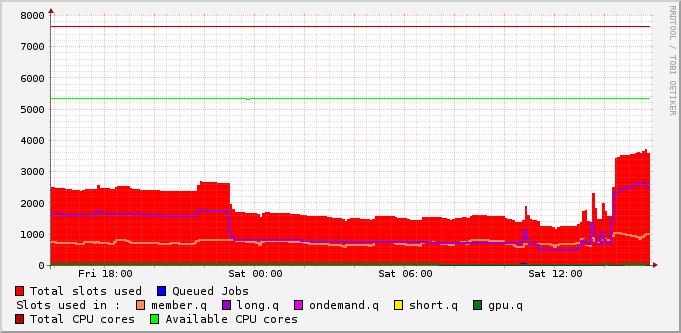 8000
7000
6000
5000
4000
3000
2000
1000
0
Fri 18:00 Sat 00:00 Sat 06:00 Sat 12:00
RRDTOOL / TOBI OETIKER
Total slots used Queued Jobs
Slots used in : member.q long.q ondemand.q short.q gpu.q
Total CPU cores Available CPU cores